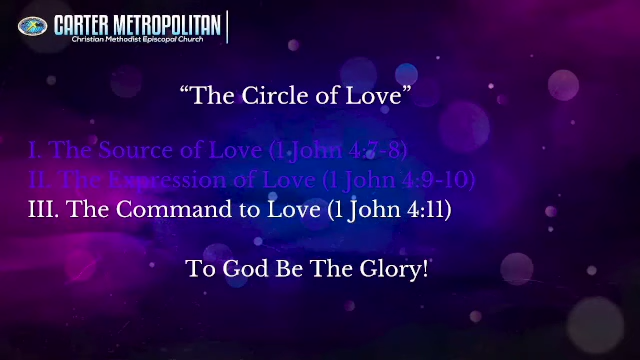 CARTER METROPOLITAN
Christian Methodist Episcopal Church
“The Circle of Love”
I. The Source of Love (1 John 4:7-8)
II. The Expression of Love (1 John 4:9-10)
III. The Command to Love (1 John 4:11)
To God Be The Glory!